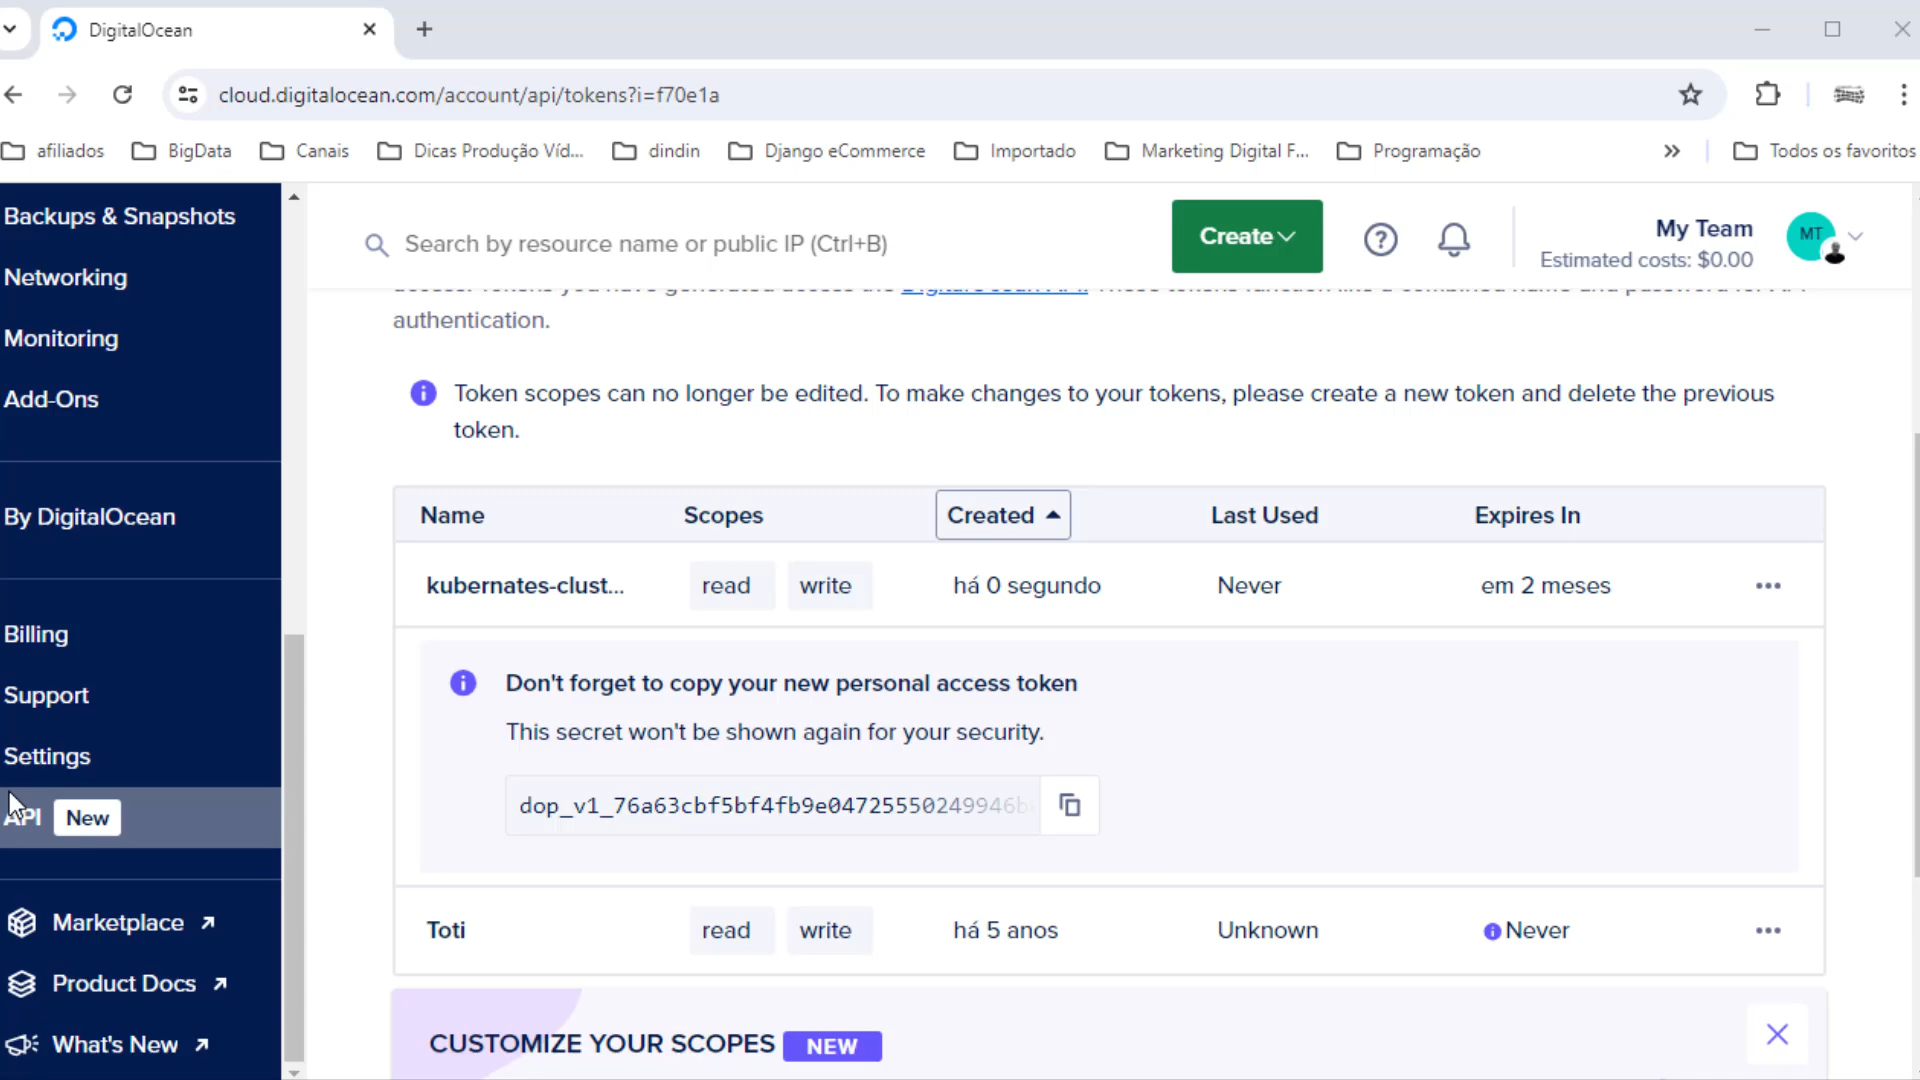 DigitalOcean
cloud.digitalocean.com/account/api/tokens?i=f70e1a
afiliados
BigData
Canais
Dicas Produção Víd...
dindin
Django eCommerce
Importado
Marketing Digital F...
Programação
Todos os favoritos
Backups & Snapshots
Networking
Monitoring
Add-Ons
By DigitalOcean
Billing
Support
Settings
API New
Marketplace
Product Docs
What's New
Search by resource name or public IP (Ctrl+B)
Create
My Team
Estimated costs: $0.00
MT
authentication.
Token scopes can no longer be edited. To make changes to your tokens, please create a new token and delete the previous
token.
Name Scopes Created Last Used Expires In
kubernates-clust... read write há 0 segundo Never em 2 meses
Don't forget to copy your new personal access token
This secret won't be shown again for your security.
dop_v1_76a63cbf5bf4fb9e04725550249946b
Toti read write há 5 anos Unknown Never
CUSTOMIZE YOUR SCOPES NEW